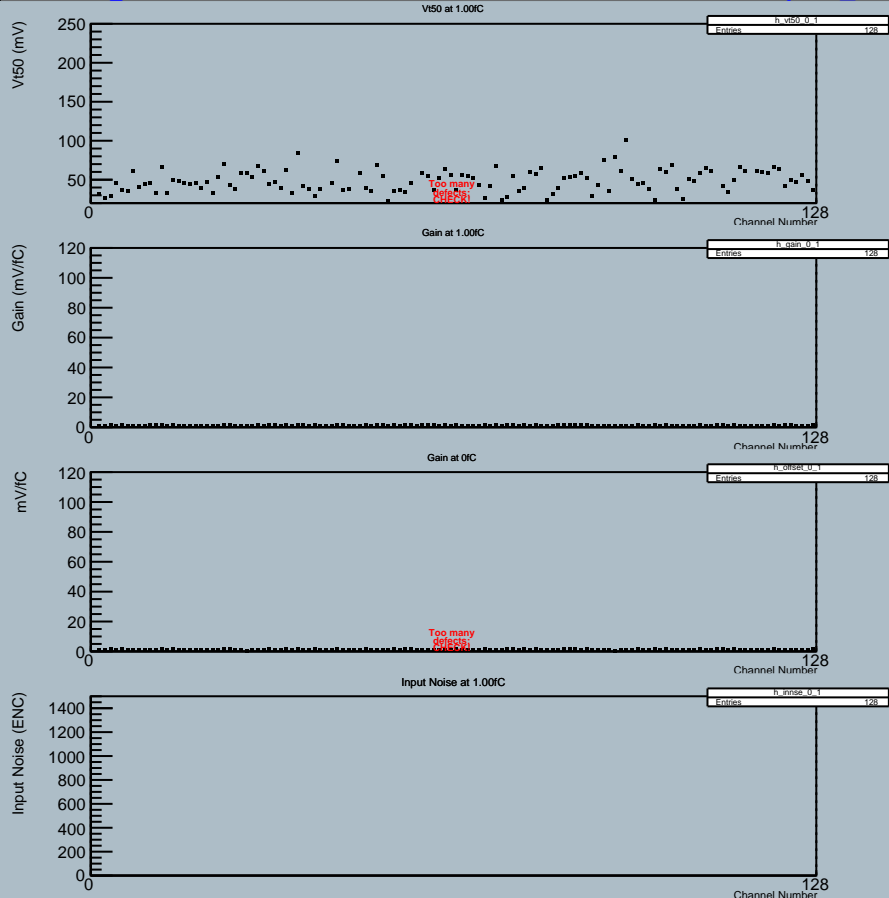 Vt50 at 1.00fC
h_vt50_0_1
Entries 128
Vt50 (mV)
250
200
150
100
50
0
128
Too many
defects:
CHECK!
Channel Number
Gain at 1.00fC
h_gain_0_1
Entries 128
Gain (mV/fC)
120
100
80
60
40
20
0
0
128
Channel Number
Gain at 0fC
h_offset_0_1
Entries 128
mV/fC
120
100
80
60
40
20
0
0
128
Too many
defects:
CHECK!
Channel Number
Input Noise at 1.00fC
h_innse_0_1
Entries 128
Input Noise (ENC)
1400
1200
1000
800
600
400
200
0
0
128
Channel Number